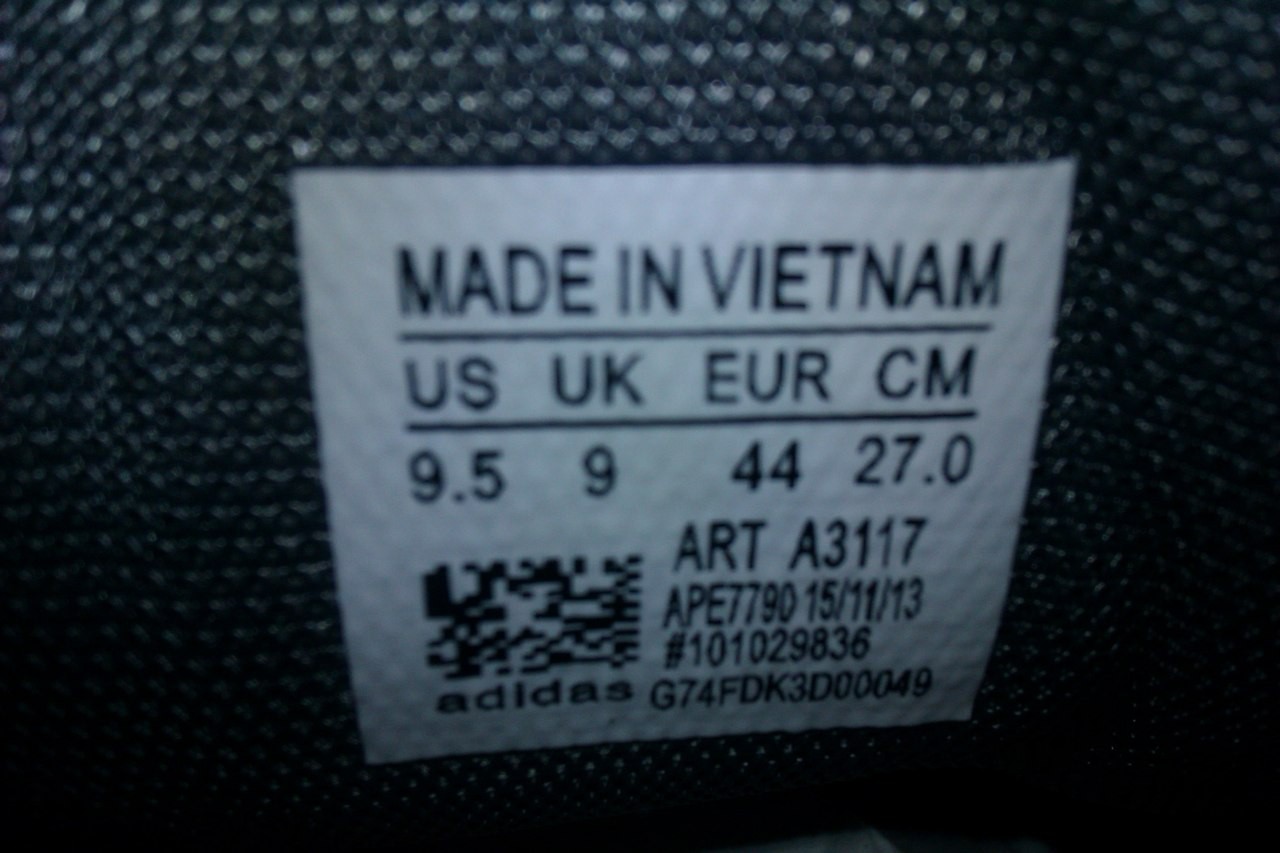 MADE IN VIETNAM
US UK EUR CM
9.5 9 44 27.0
ART A3117
APE7790 15/11/13
#101029836
adidas G74FDK3D00049